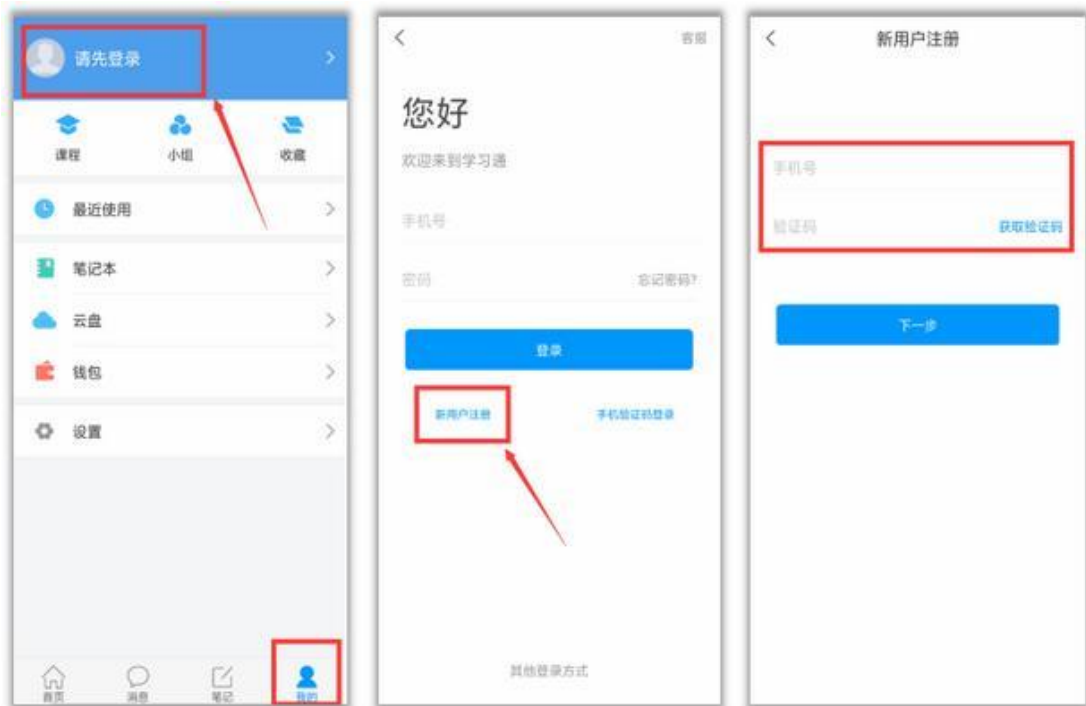 请先登录
课程
小组
收藏
最近使用
笔记本
云盘
钱包
设置
首页
消息
笔记
我的
客服
您好
欢迎来到学习通
手机号
密码
忘记密码?
登录
新用户注册
手机验证码登录
其他登录方式
新用户注册
手机号
验证码
获取验证码
下一步